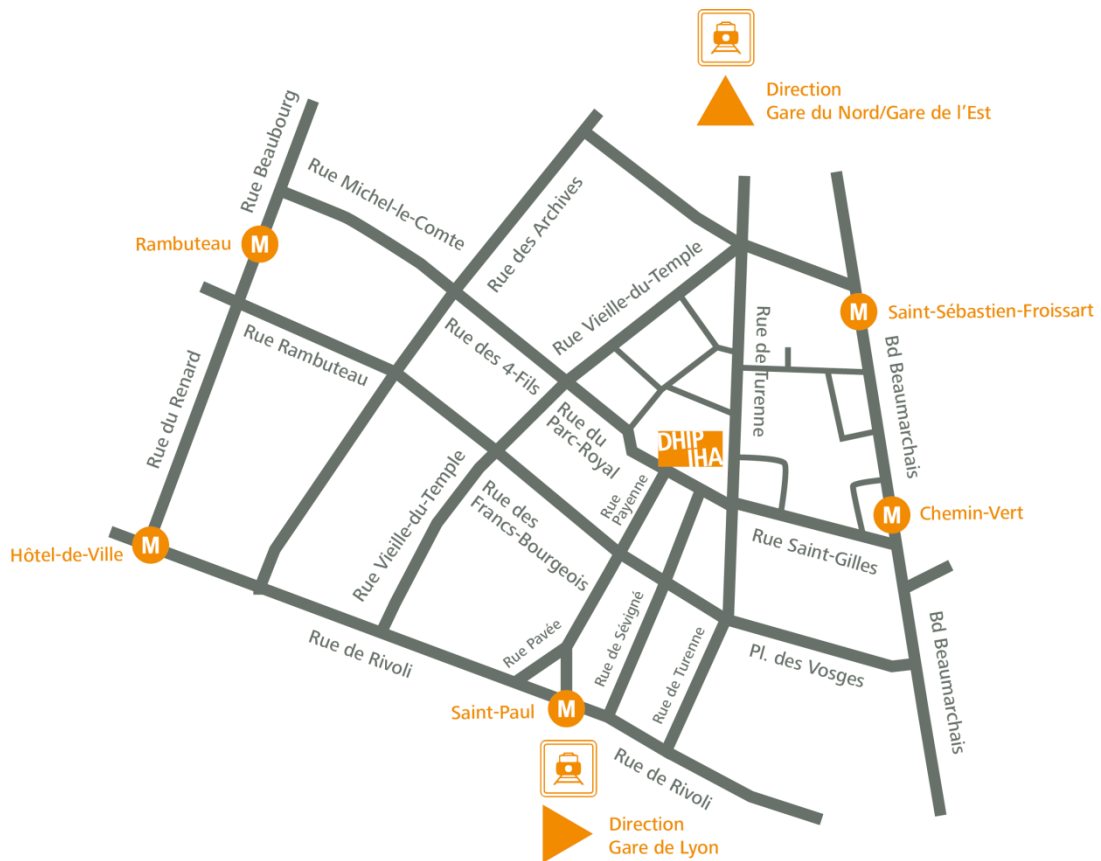 Direction
Gare du Nord/Gare de l'Est
Rue Beaubourg
Rue Michel-le-Comte
Rue des Archives
Rambuteau
M
Rue Vieille-du-Temple
M
Saint-Sébastien-Froissart
Rue Rambuteau
Rue des 4-Fils
Rue de Turenne
Bd Beaumarchais
Rue du Renard
Rue du
Parc-Royal
DHIP
IHA
Rue
Payenne
M
Chemin-Vert
Rue Vieille-du-Temple
Rue des
Francs-Bourgeois
Rue Saint-Gilles
Hôtel-de-Ville
M
Rue de Rivoli
Rue Pavée
Rue de Sévigné
Rue de Turenne
Pl. des Vosges
Bd Beaumarchais
Saint-Paul
M
Rue de Rivoli
Direction
Gare de Lyon